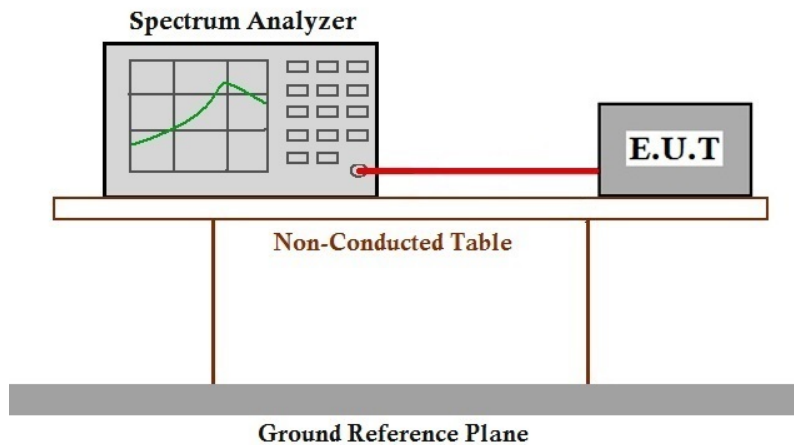 Spectrum Analyzer
E.U.T
Non-Conducted Table
Ground Reference Plane